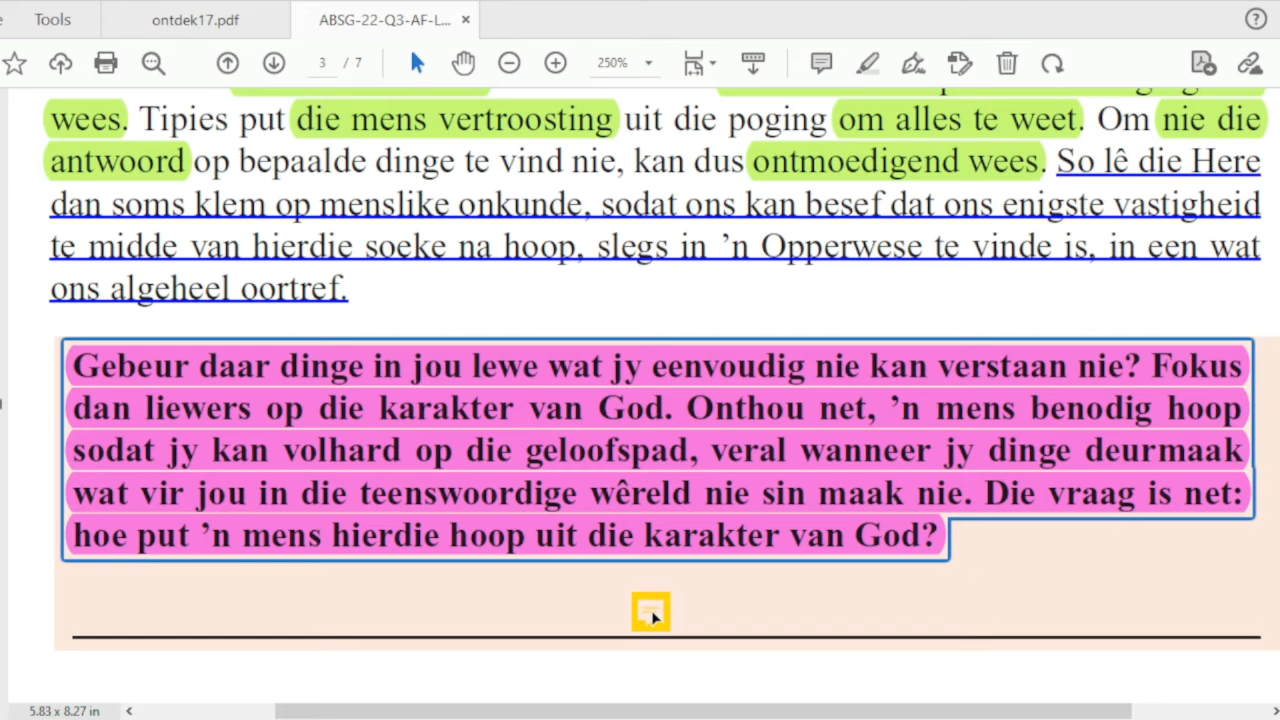 Tools
ontdek17.pdf
ABSG-22-Q3-AF-L... ×
3 / 7
250%
wees. Tipies put die mens vertroosting uit die poging om alles te weet. Om nie die
antwoord op bepaalde dinge te vind nie, kan dus ontmoedigend wees. So lê die Here
dan soms klem op menslike onkunde, sodat ons kan besef dat ons enigste vastigheid
te midde van hierdie soeke na hoop, slegs in ’n Opperwese te vinde is, in een wat
ons algeheel oortref.
Gebeur daar dinge in jou lewe wat jy eenvoudig nie kan verstaan nie? Fokus
dan liewers op die karakter van God. Onthou net, ’n mens benodig hoop
sodat jy kan volhard op die geloofspad, veral wanneer jy dinge deurmaak
wat vir jou in die teenswoordige wêreld nie sin maak nie. Die vraag is net:
hoe put ’n mens hierdie hoop uit die karakter van God?
5.83 x 8.27 in